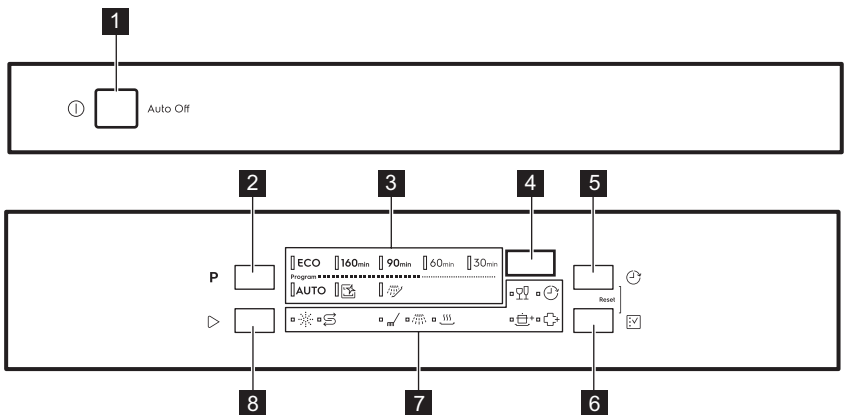 1
Auto Off
2 3 4 5
P
ECO 160min 90min 60min 30min
Program
AUTO
Reset
8 7 6